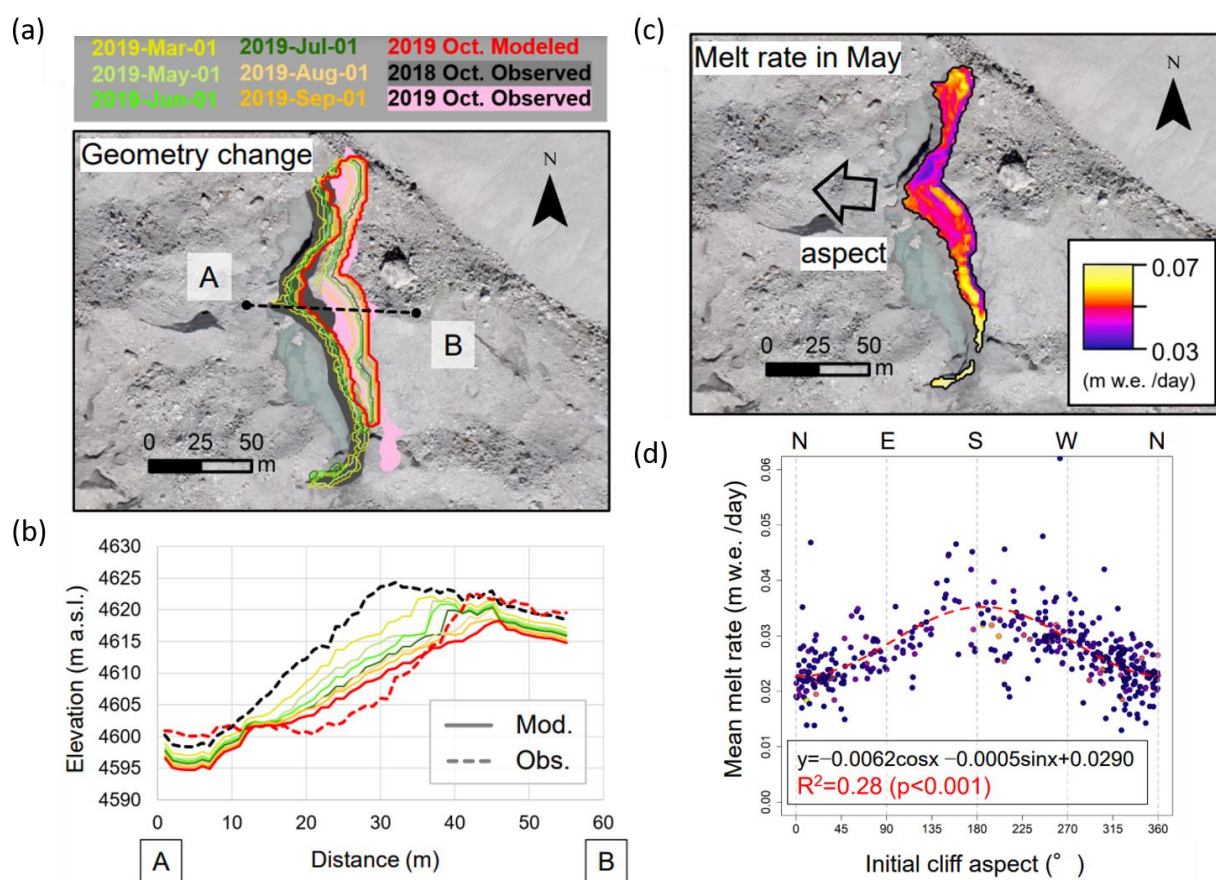 (a)
2019-Mar-01 2019-Jul-01 2019 Oct. Modeled
2019-May-01 2019-Aug-01 2018 Oct. Observed
2019-Jun-01 2019-Sep-01 2019 Oct. Observed
Geometry change
N
A
B
0 25 50
m
(b)
4630
4625
4620
4615
4610
4605
4600
4595
4590
Elevation (m a.s.l.)
Mod.
Obs.
0 10 20 30 40 50 60
A Distance (m) B
(c)
Melt rate in May
N
aspect
0 25 50
m
0.07
0.03
(m w.e. /day)
(d)
N E S W N
0.06
0.05
0.04
0.03
0.02
0.01
0.00
Mean melt rate (m w.e. /day)
y=−0.0062cosx −0.0005sinx+0.0290
R²=0.28 (p<0.001)
0 45 90 135 180 225 270 315 360
Initial cliff aspect (°)